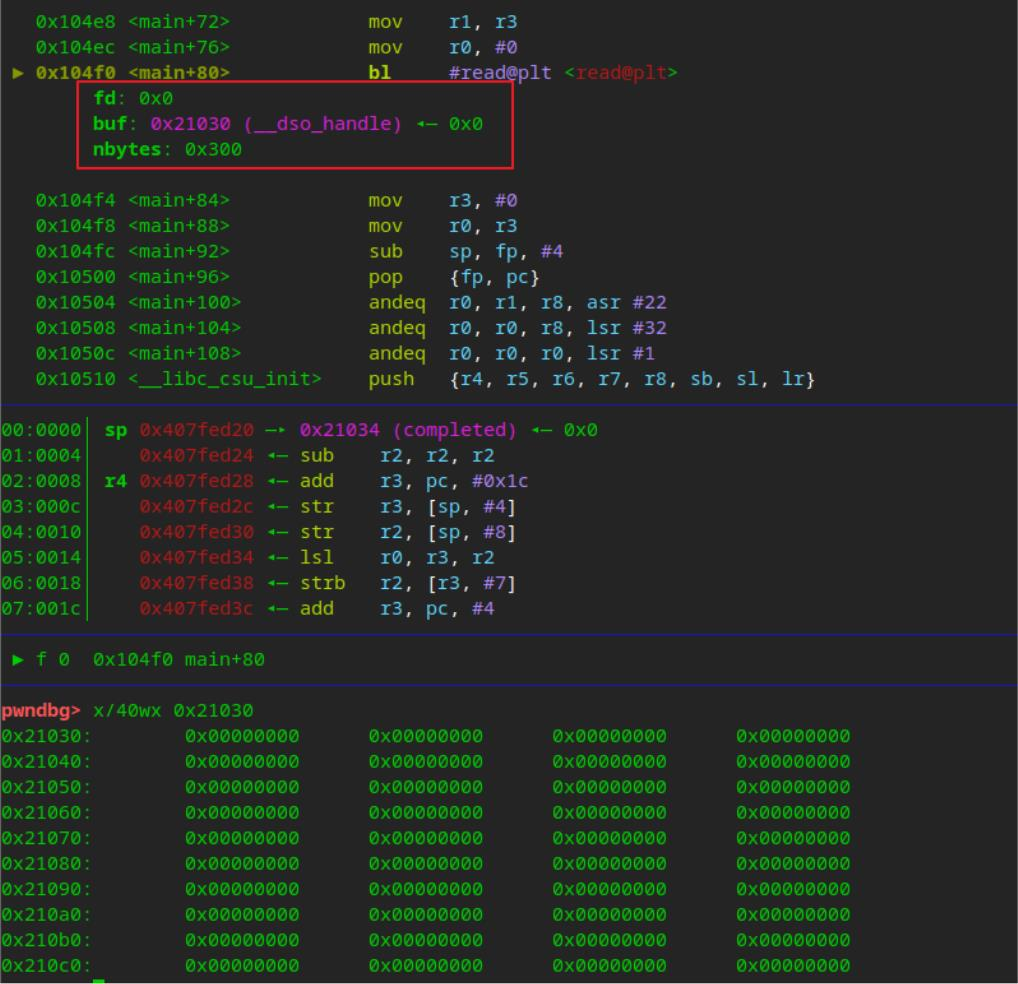 0x104e8 <main+72> mov r1, r3
0x104ec <main+76> mov r0, #0
► 0x104f0 <main+80> bl #read@plt <read@plt>
fd: 0x0
buf: 0x21030 (__dso_handle) ◂— 0x0
nbytes: 0x300
0x104f4 <main+84> mov r3, #0
0x104f8 <main+88> mov r0, r3
0x104fc <main+92> sub sp, fp, #4
0x10500 <main+96> pop {fp, pc}
0x10504 <main+100> andeq r0, r1, r8, asr #22
0x10508 <main+104> andeq r0, r0, r8, lsr #32
0x1050c <main+108> andeq r0, r0, r0, lsr #1
0x10510 <__libc_csu_init> push {r4, r5, r6, r7, r8, sb, sl, lr}
00:0000│ sp 0x407fed20 —▸ 0x21034 (completed) ◂— 0x0
01:0004│ 0x407fed24 ◂— sub r2, r2, r2
02:0008│ r4 0x407fed28 ◂— add r3, pc, #0x1c
03:000c│ 0x407fed2c ◂— str r3, [sp, #4]
04:0010│ 0x407fed30 ◂— str r2, [sp, #8]
05:0014│ 0x407fed34 ◂— lsl r0, r3, r2
06:0018│ 0x407fed38 ◂— strb r2, [r3, #7]
07:001c│ 0x407fed3c ◂— add r3, pc, #4
► f 0 0x104f0 main+80
pwndbg> x/40wx 0x21030
0x21030: 0x00000000 0x00000000 0x00000000 0x00000000
0x21040: 0x00000000 0x00000000 0x00000000 0x00000000
0x21050: 0x00000000 0x00000000 0x00000000 0x00000000
0x21060: 0x00000000 0x00000000 0x00000000 0x00000000
0x21070: 0x00000000 0x00000000 0x00000000 0x00000000
0x21080: 0x00000000 0x00000000 0x00000000 0x00000000
0x21090: 0x00000000 0x00000000 0x00000000 0x00000000
0x210a0: 0x00000000 0x00000000 0x00000000 0x00000000
0x210b0: 0x00000000 0x00000000 0x00000000 0x00000000
0x210c0: 0x00000000 0x00000000 0x00000000 0x00000000